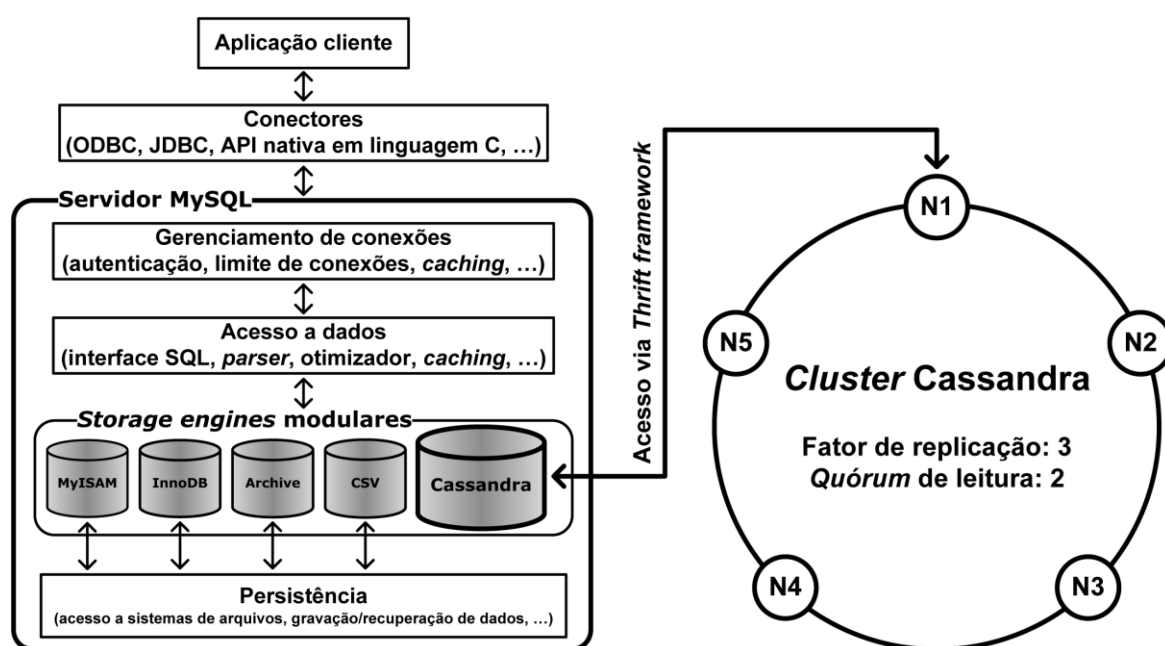 Aplicação cliente
Conectores
(ODBC, JDBC, API nativa em linguagem C, ...)
Servidor MySQL
Gerenciamento de conexões
(autenticação, limite de conexões, caching, ...)
Acesso a dados
(interface SQL, parser, otimizador, caching, ...)
Storage engines modulares
MyISAM
InnoDB
Archive
CSV
Cassandra
Persistência
(acesso a sistemas de arquivos, gravação/recuperação de dados, ...)
Acesso via Thrift framework
N1
N5
N2
Cluster Cassandra
Fator de replicação: 3
Quórum de leitura: 2
N4
N3